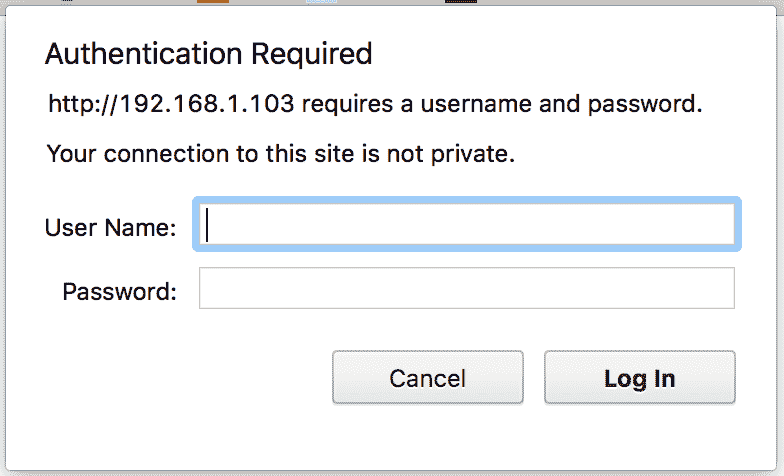 Authentication Required
http://192.168.1.103 requires a username and password.
Your connection to this site is not private.
User Name:
Password:
Cancel
Log In